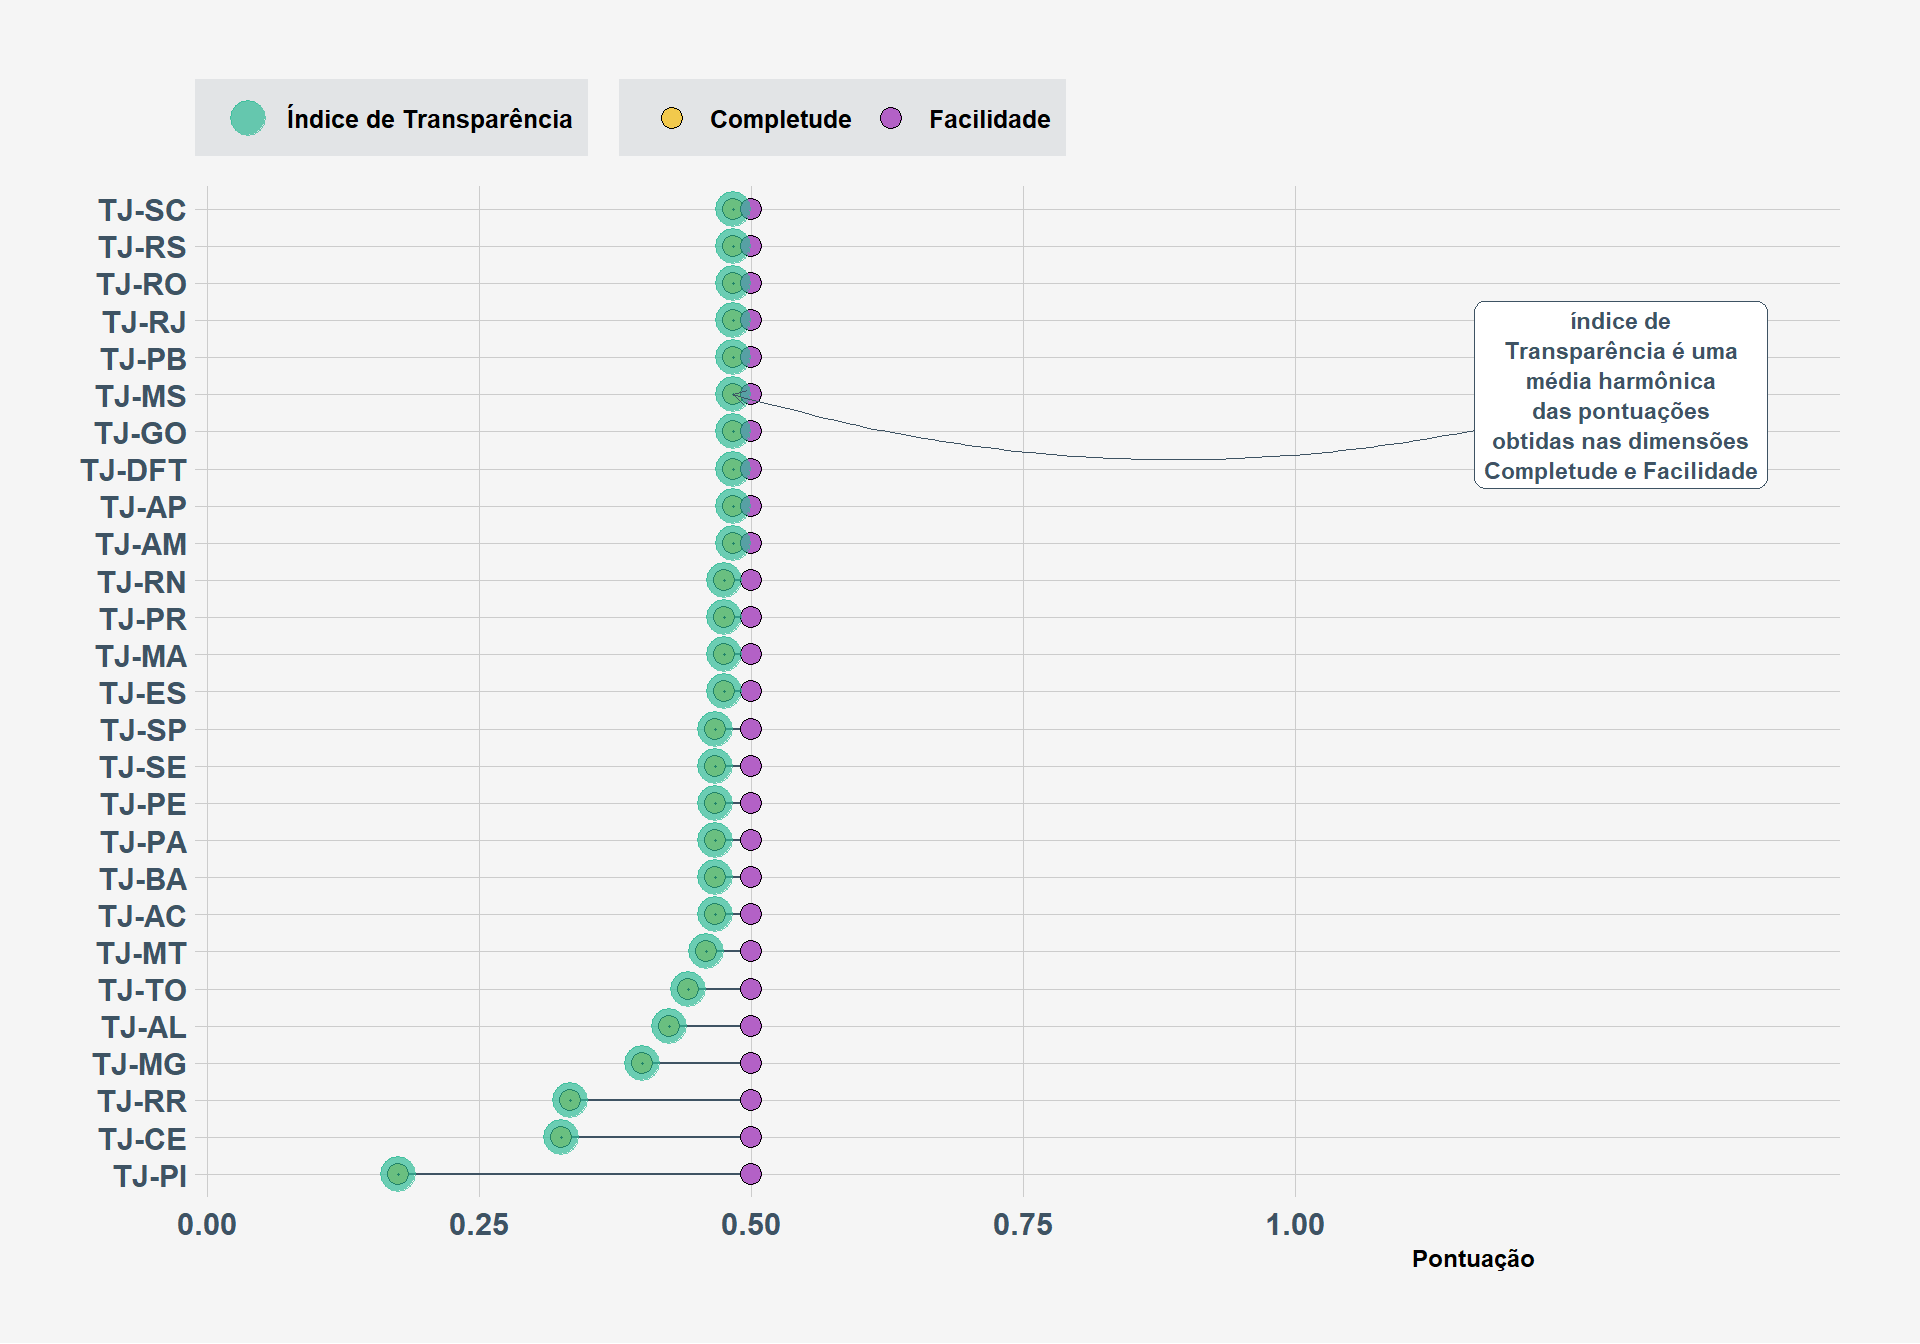 Índice de Transparência
Completude
Facilidade
TJ-SC
TJ-RS
TJ-RO
TJ-RJ
TJ-PB
TJ-MS
TJ-GO
TJ-DFT
TJ-AP
TJ-AM
TJ-RN
TJ-PR
TJ-MA
TJ-ES
TJ-SP
TJ-SE
TJ-PE
TJ-PA
TJ-BA
TJ-AC
TJ-MT
TJ-TO
TJ-AL
TJ-MG
TJ-RR
TJ-CE
TJ-PI
índice de
Transparência é uma
média harmônica
das pontuações
obtidas nas dimensões
Completude e Facilidade
0.00
0.25
0.50
0.75
1.00
Pontuação